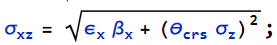 σxz = √(ϵx βx + (Θcrs σz)²) ;